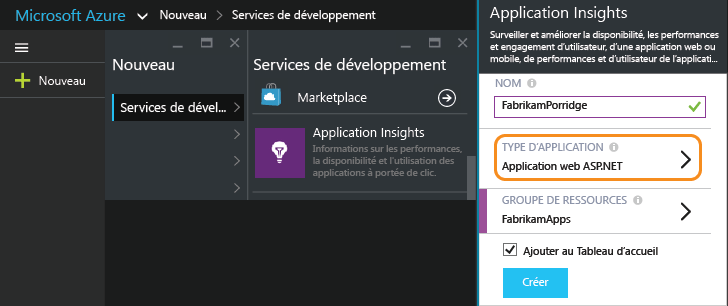 Microsoft Azure Nouveau > Services de développement
Nouveau
Nouveau
Services de dével...
Services de développement
Marketplace
Application Insights
Informations sur les performances,
la disponibilité et l'utilisation des
applications à portée de clic.
Application Insights
Surveiller et améliorer la disponibilité, les performances
et engagement d'utilisateur, d'une application web ou
mobile, de performances et d'utilisateur de l'applicati...
NOM
FabrikamPorridge
TYPE D'APPLICATION
Application web ASP.NET
GROUPE DE RESSOURCES
FabrikamApps
Ajouter au Tableau d'accueil
Créer